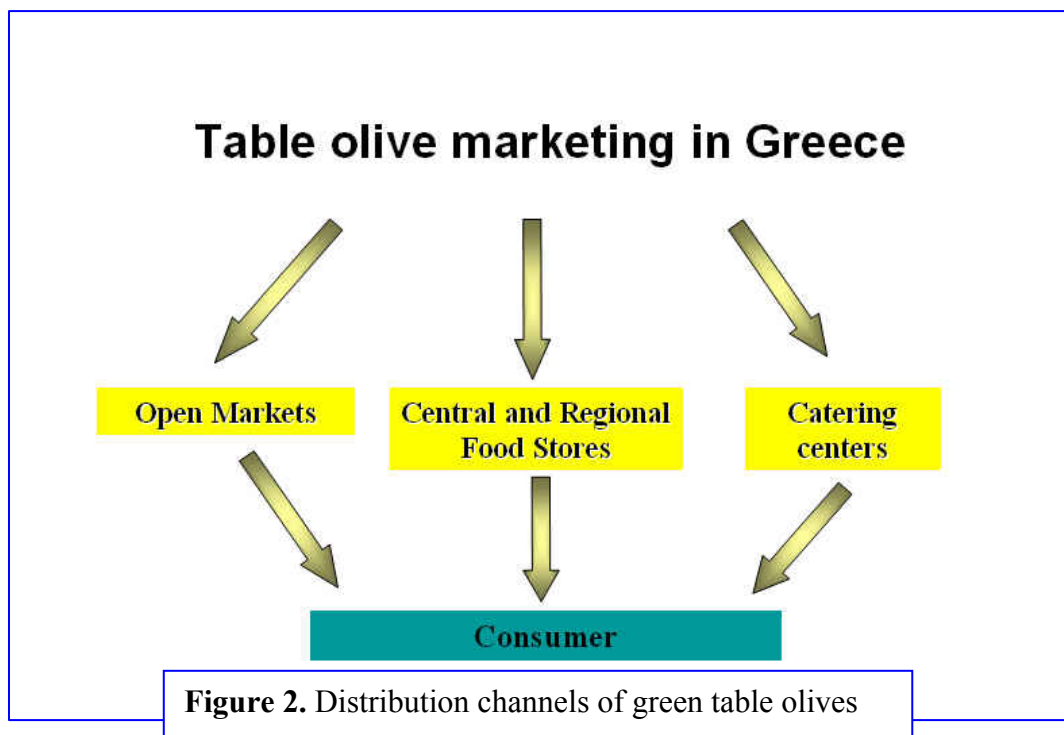 Table olive marketing in Greece
Open Markets
Central and Regional
Food Stores
Catering
centers
Consumer
Figure 2. Distribution channels of green table olives